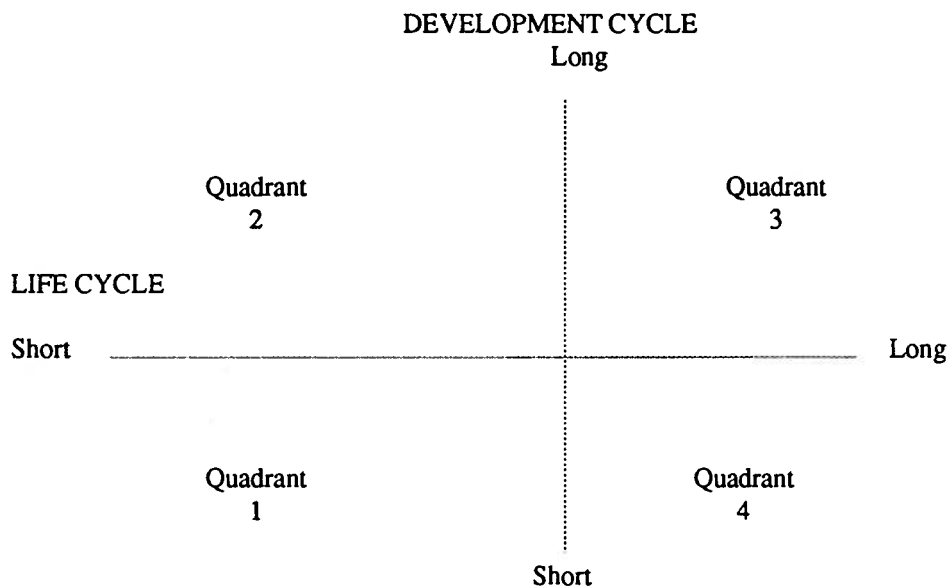 DEVELOPMENT CYCLE
Long
Quadrant
2
Quadrant
3
LIFE CYCLE
Short
Long
Quadrant
1
Quadrant
4
Short